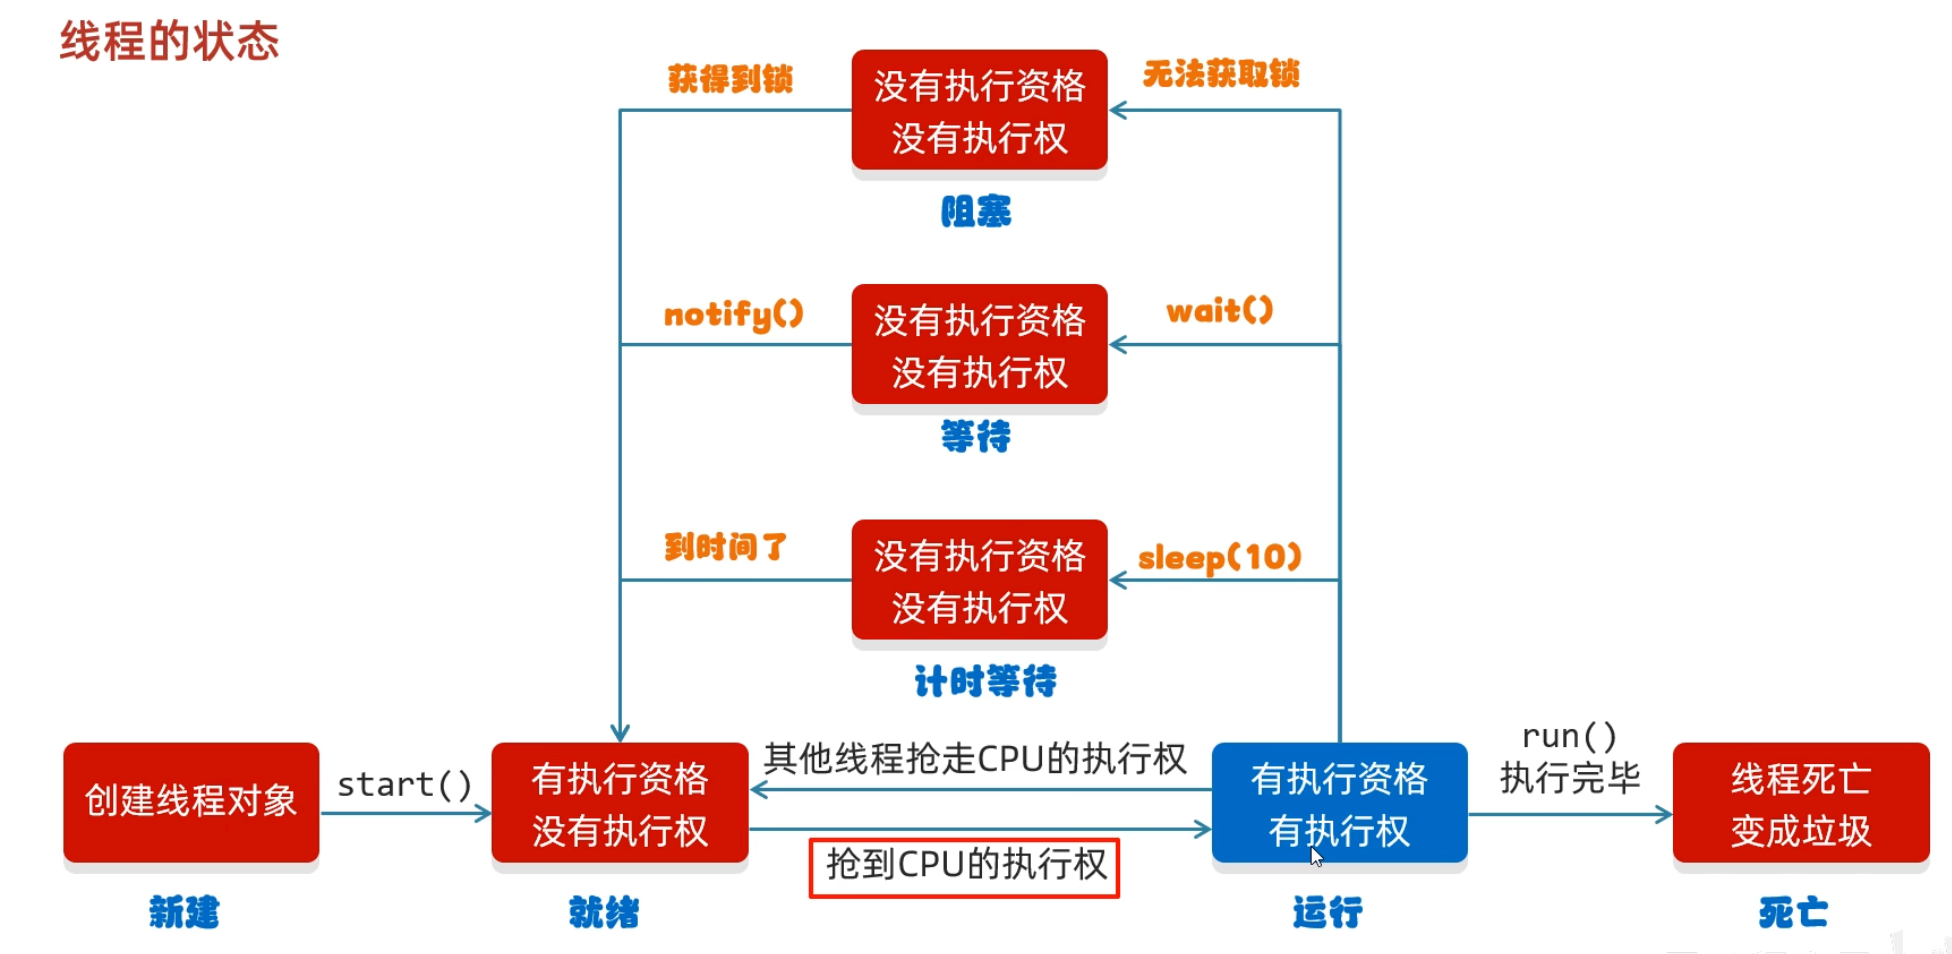 线程的状态
获得到锁
没有执行资格
没有执行权
无法获取锁
阻塞
notify()
没有执行资格
没有执行权
wait()
等待
到时间了
没有执行资格
没有执行权
sleep(10)
计时等待
创建线程对象
start()
有执行资格
没有执行权
其他线程抢走CPU的执行权
抢到CPU的执行权
有执行资格
有执行权
run()
执行完毕
线程死亡
变成垃圾
新建
就绪
运行
死亡